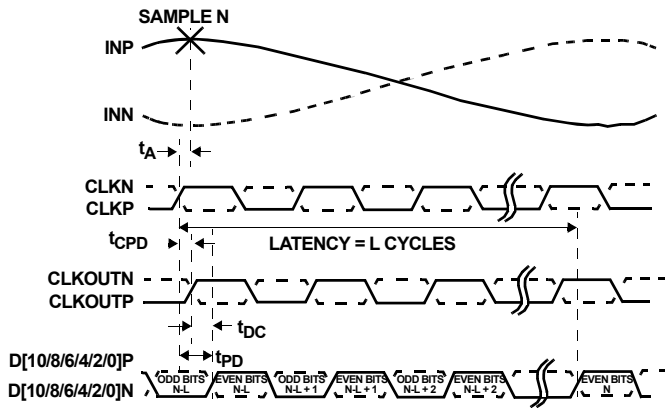 SAMPLE N
INP
INN
tA
CLKN
CLKP
tCPD
LATENCY = L CYCLES
CLKOUTN
CLKOUTP
tDC
tPD
D[10/8/6/4/2/0]P
D[10/8/6/4/2/0]N
ODD BITS
N-L
EVEN BITS
N-L
ODD BITS
N-L + 1
EVEN BITS
N-L + 1
ODD BITS
N-L + 2
EVEN BITS
N-L + 2
EVEN BITS
N